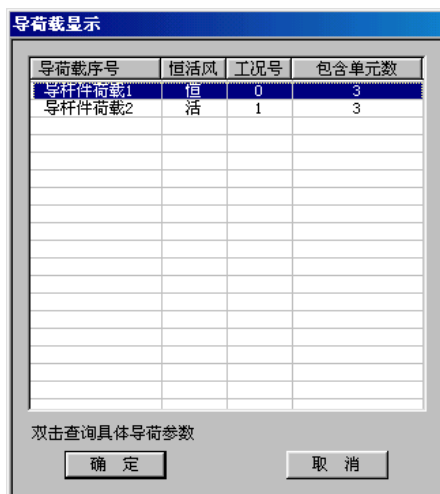 导荷载显示
导荷载序号 恒活风 工况号 包含单元数
导杆件荷载1 恒 0 3
导杆件荷载2 活 1 3
双击查询具体导荷参数
确 定 取 消